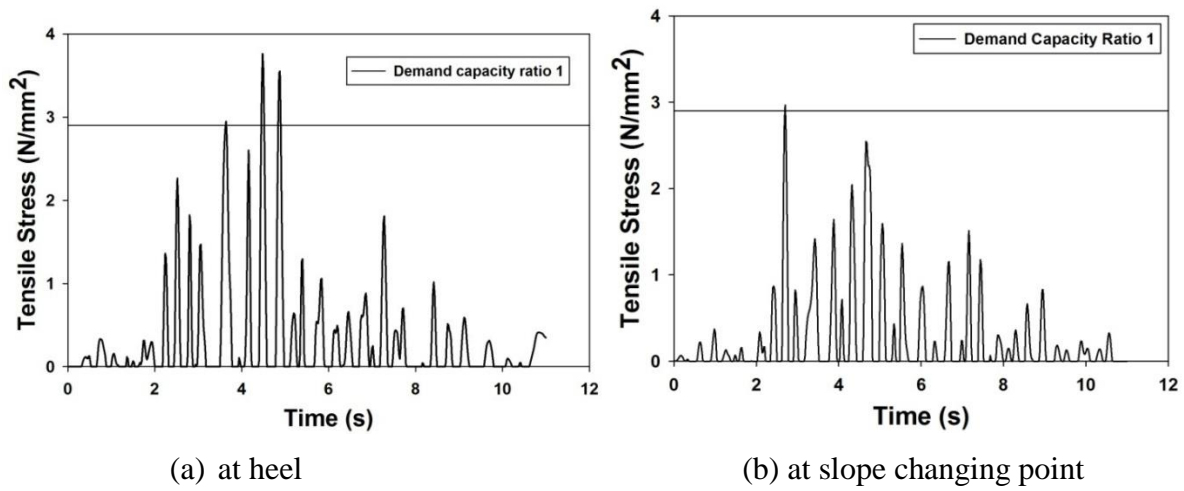 Tensile Stress (N/mm²)
4
3
2
1
0
Demand capacity ratio 1
0 2 4 6 8 10 12
Time (s)
(a) at heel
Tensile Stress (N/mm²)
4
3
2
1
0
Demand Capacity Ratio 1
0 2 4 6 8 10 12
Time (s)
(b) at slope changing point